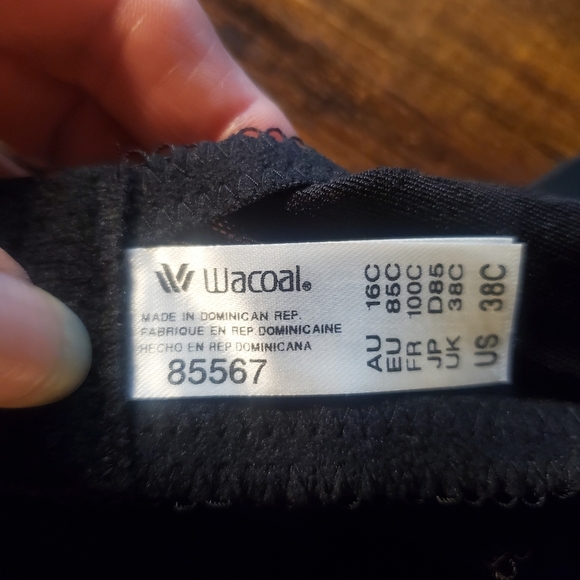 Wacoal®
MADE IN DOMINICAN REP.
FABRIQUE EN REP.DOMINICAINE
HECHO EN REP.DOMINICANA
85567
AU 16C
EU 85C
FR 100C
JP D85
UK 38C
US 38C